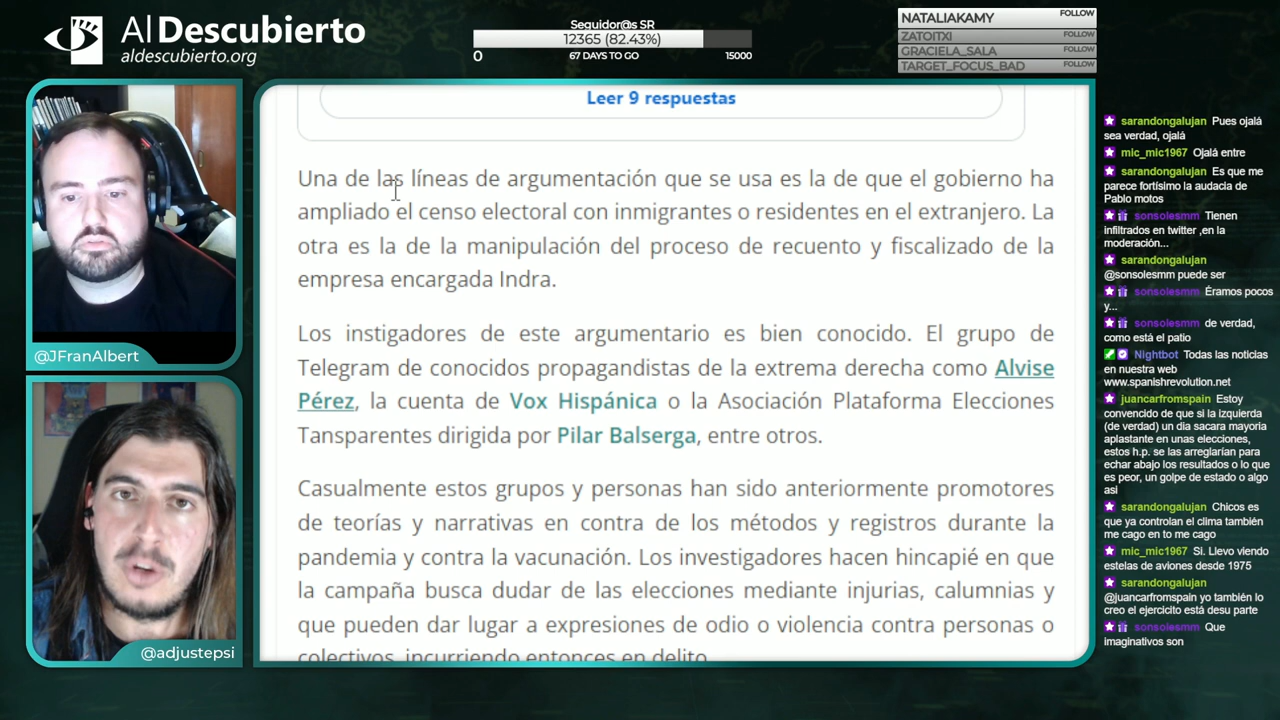 Al Descubierto
aldescubierto.org
Seguidor@s SR
12365 (82.43%)
0
67 DAYS TO GO
15000
NATALIAKAMY
FOLLOW
ZATOITXI
FOLLOW
GRACIELA_SALA
FOLLOW
TARGET_FOCUS_BAD
FOLLOW
@JFranAlbert
@adjustepsi
Leer 9 respuestas
Una de las líneas de argumentación que se usa es la de que el gobierno ha
ampliado el censo electoral con inmigrantes o residentes en el extranjero. La
otra es la de la manipulación del proceso de recuento y fiscalizado de la
empresa encargada Indra.
Los instigadores de este argumentario es bien conocido. El grupo de
Telegram de conocidos propagandistas de la extrema derecha como Alvise
Pérez, la cuenta de Vox Hispánica o la Asociación Plataforma Elecciones
Tansparentes dirigida por Pilar Balserga, entre otros.
Casualmente estos grupos y personas han sido anteriormente promotores
de teorías y narrativas en contra de los métodos y registros durante la
pandemia y contra la vacunación. Los investigadores hacen hincapié en que
la campaña busca dudar de las elecciones mediante injurias, calumnias y
que pueden dar lugar a expresiones de odio o violencia contra personas o
colectivos, incurriendo entonces en delito.
sarandongalujan Pues ojalá
sea verdad, ojalá
mic_mic1967 Ojalá entre
sarandongalujan Es que me
parece fortísimo la audacia de
Pablo motos
sonsolesmm Tienen
infiltrados en twitter ,en la
moderación...
sarandongalujan
@sonsolesmm puede ser
sonsolesmm Éramos pocos
y...
sonsolesmm de verdad,
como está el patio
Nightbot Todas las noticias
en nuestra web
www.spanishrevolution.net
juancarfromspain Estoy
convencido de que si la izquierda
(de verdad) un dia sacara mayoria
aplastante en unas elecciones,
estos h.p. se las arreglarían para
echar abajo los resultados o lo que
es peor, un golpe de estado o algo
asi
sarandongalujan Chicos es
que ya controlan el clima también
me cago en to me cago
mic_mic1967 Si. Llevo viendo
estelas de aviones desde 1975
sarandongalujan
@juancarfromspain yo también lo
creo el ejercicito está desu parte
sonsolesmm Que
imaginativos son